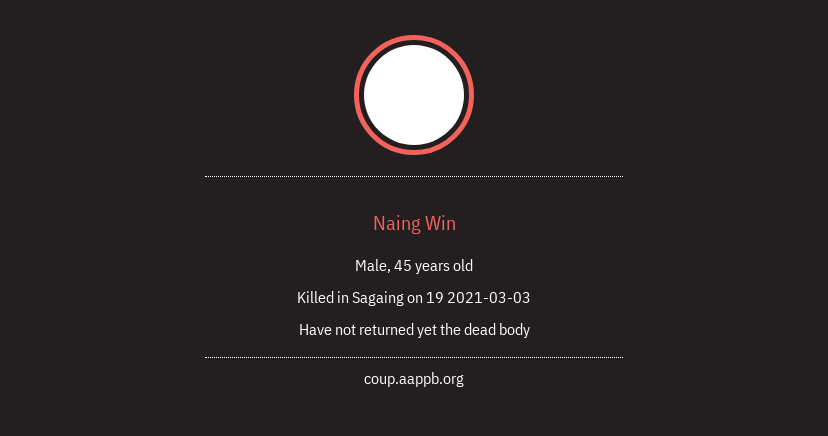 Naing Win
Male, 45 years old
Killed in Sagaing on 19 2021-03-03
Have not returned yet the dead body
coup.aappb.org